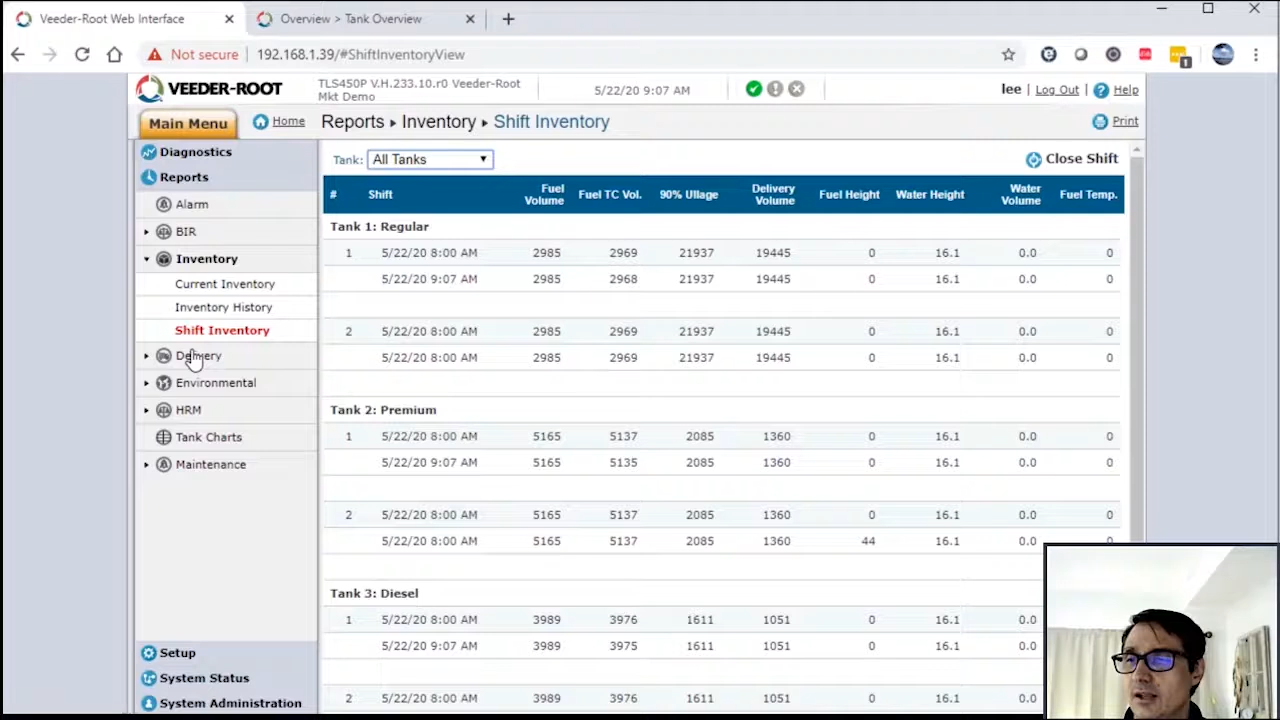 Veeder-Root Web Interface
Overview > Tank Overview
Not secure
192.168.1.39/#ShiftInventoryView
1
VEEDER-ROOT
TLS450P V.H.233.10.r0 Veeder-Root
Mkt Demo
5/22/20 9:07 AM
lee | Log Out | Help
Main Menu
Home
Reports ▸ Inventory ▸ Shift Inventory
Print
Diagnostics
Reports
Alarm
BIR
Inventory
Current Inventory
Inventory History
Shift Inventory
Delivery
Environmental
HRM
Tank Charts
Maintenance
Setup
System Status
System Administration
Tank: All Tanks
Close Shift
# Shift Fuel Volume Fuel TC Vol. 90% Ullage Delivery Volume Fuel Height Water Height Water Volume Fuel Temp.
Tank 1: Regular
1 5/22/20 8:00 AM 2985 2969 21937 19445 0 16.1 0.0 0
5/22/20 9:07 AM 2985 2968 21937 19445 0 16.1 0.0 0
2 5/22/20 8:00 AM 2985 2969 21937 19445 0 16.1 0.0 0
5/22/20 8:00 AM 2985 2969 21937 19445 0 16.1 0.0 0
Tank 2: Premium
1 5/22/20 8:00 AM 5165 5137 2085 1360 0 16.1 0.0 0
5/22/20 9:07 AM 5165 5135 2085 1360 0 16.1 0.0 0
2 5/22/20 8:00 AM 5165 5137 2085 1360 0 16.1 0.0 0
5/22/20 8:00 AM 5165 5137 2085 1360 44 16.1 0.0 0
Tank 3: Diesel
1 5/22/20 8:00 AM 3989 3976 1611 1051 0 16.1 0.0
5/22/20 9:07 AM 3989 3975 1611 1051 0 16.1 0.0
2 5/22/20 8:00 AM 3989 3976 1611 1051 0 16.1 0.0